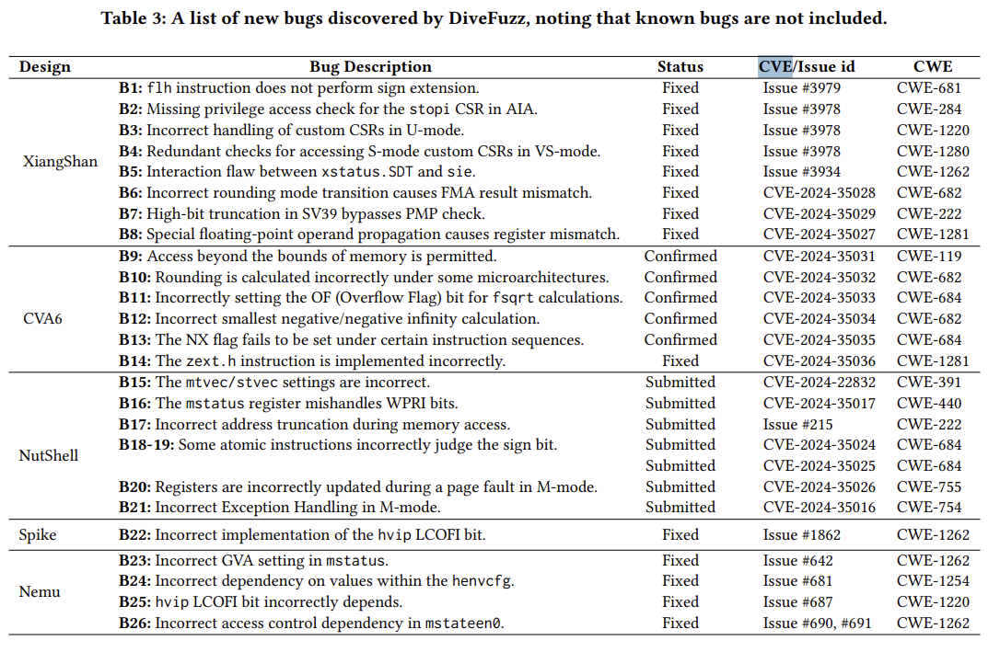 Table 3: A list of new bugs discovered by DiveFuzz, noting that known bugs are not included.
Design Bug Description Status CVE/Issue id CWE
B1: flh instruction does not perform sign extension. Fixed Issue #3979 CWE-681
B2: Missing privilege access check for the stopi CSR in AIA. Fixed Issue #3978 CWE-284
B3: Incorrect handling of custom CSRs in U-mode. Fixed Issue #3978 CWE-1220
B4: Redundant checks for accessing S-mode custom CSRs in VS-mode. Fixed Issue #3978 CWE-1280
XiangShan
B5: Interaction flaw between xstatus.SDT and sie. Fixed Issue #3934 CWE-1262
B6: Incorrect rounding mode transition causes FMA result mismatch. Fixed CVE-2024-35028 CWE-682
B7: High-bit truncation in SV39 bypasses PMP check. Fixed CVE-2024-35029 CWE-222
B8: Special floating-point operand propagation causes register mismatch. Fixed CVE-2024-35027 CWE-1281
B9: Access beyond the bounds of memory is permitted. Confirmed CVE-2024-35031 CWE-119
B10: Rounding is calculated incorrectly under some microarchitectures. Confirmed CVE-2024-35032 CWE-682
B11: Incorrectly setting the OF (Overflow Flag) bit for fsqrt calculations. Confirmed CVE-2024-35033 CWE-684
CVA6 B12: Incorrect smallest negative/negative infinity calculation. Confirmed CVE-2024-35034 CWE-682
B13: The NX flag fails to be set under certain instruction sequences. Confirmed CVE-2024-35035 CWE-684
B14: The zext.h instruction is implemented incorrectly. Fixed CVE-2024-35036 CWE-1281
B15: The mtvec/stvec settings are incorrect. Submitted CVE-2024-22832 CWE-391
B16: The mstatus register mishandles WPRI bits. Submitted CVE-2024-35017 CWE-440
B17: Incorrect address truncation during memory access. Submitted Issue #215 CWE-222
B18-19: Some atomic instructions incorrectly judge the sign bit. Submitted CVE-2024-35024 CWE-684
NutShell
Submitted CVE-2024-35025 CWE-684
B20: Registers are incorrectly updated during a page fault in M-mode. Submitted CVE-2024-35026 CWE-755
B21: Incorrect Exception Handling in M-mode. Submitted CVE-2024-35016 CWE-754
Spike B22: Incorrect implementation of the hvip LCOFI bit. Fixed Issue #1862 CWE-1262
B23: Incorrect GVA setting in mstatus. Fixed Issue #642 CWE-1262
B24: Incorrect dependency on values within the henvcfg. Fixed Issue #681 CWE-1254
Nemu
B25: hvip LCOFI bit incorrectly depends. Fixed Issue #687 CWE-1220
B26: Incorrect access control dependency in mstateen0. Fixed Issue #690, #691 CWE-1262